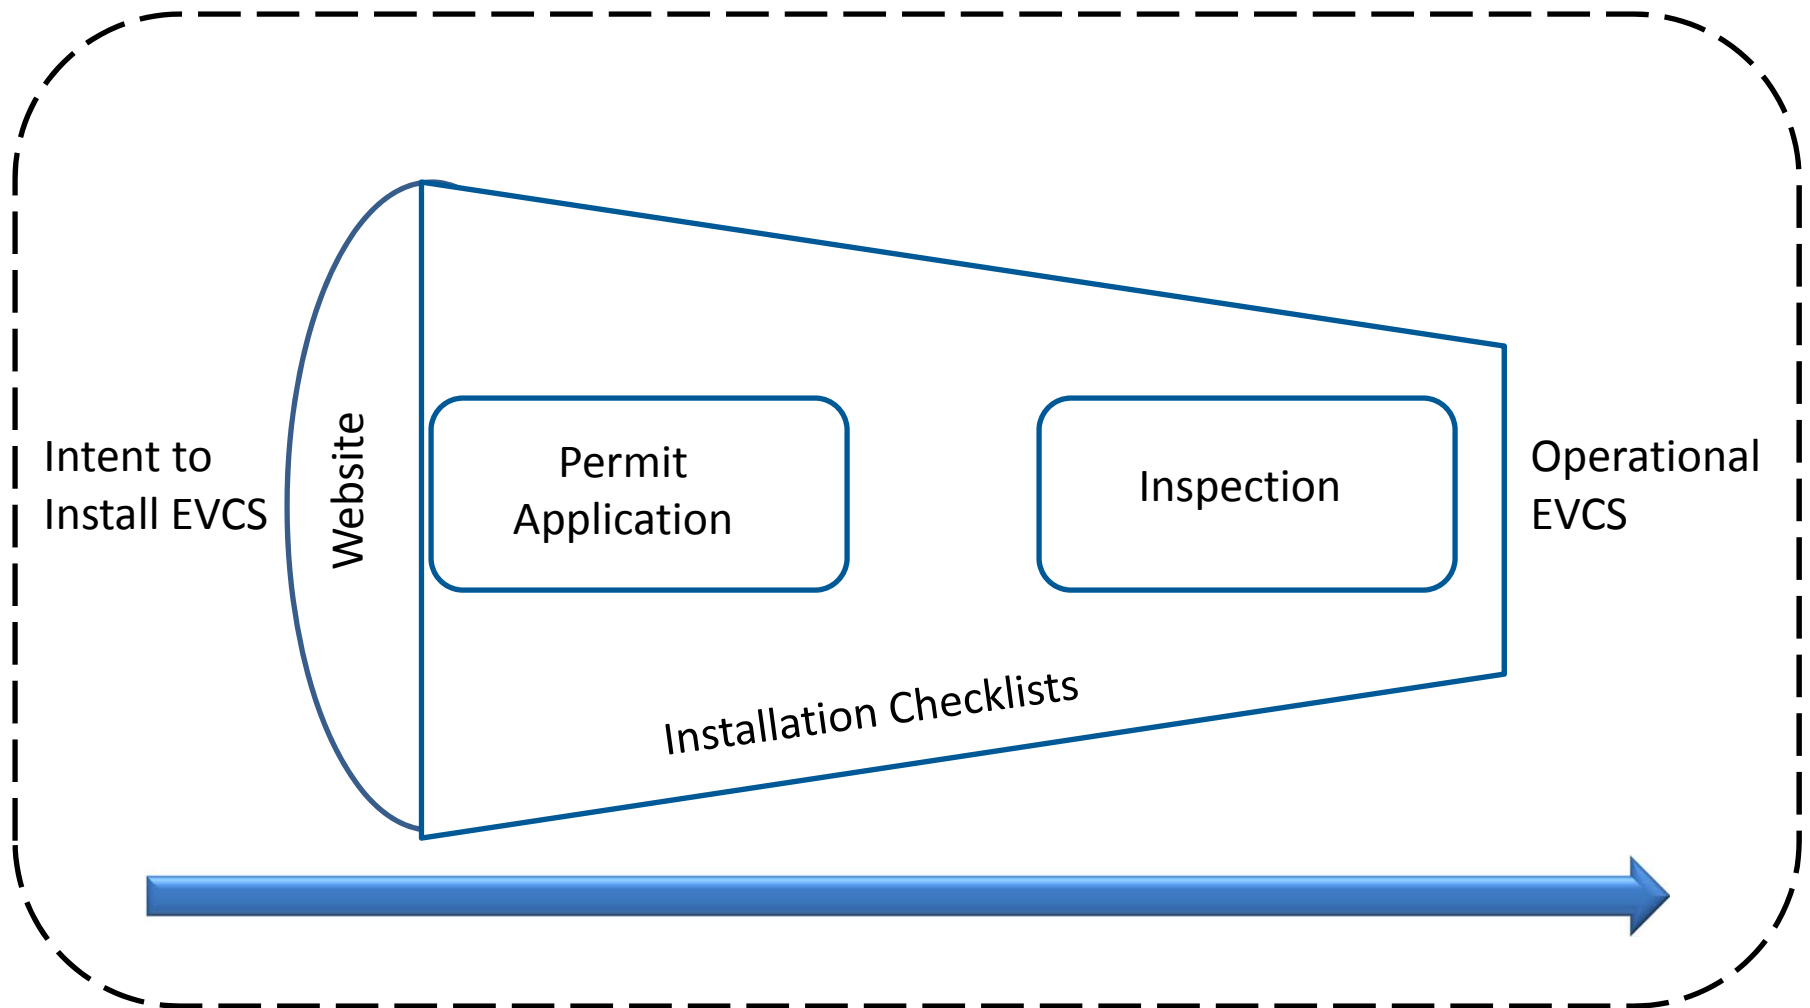 Intent to
Install EVCS
Website
Permit
Application
Inspection
Installation Checklists
Operational
EVCS